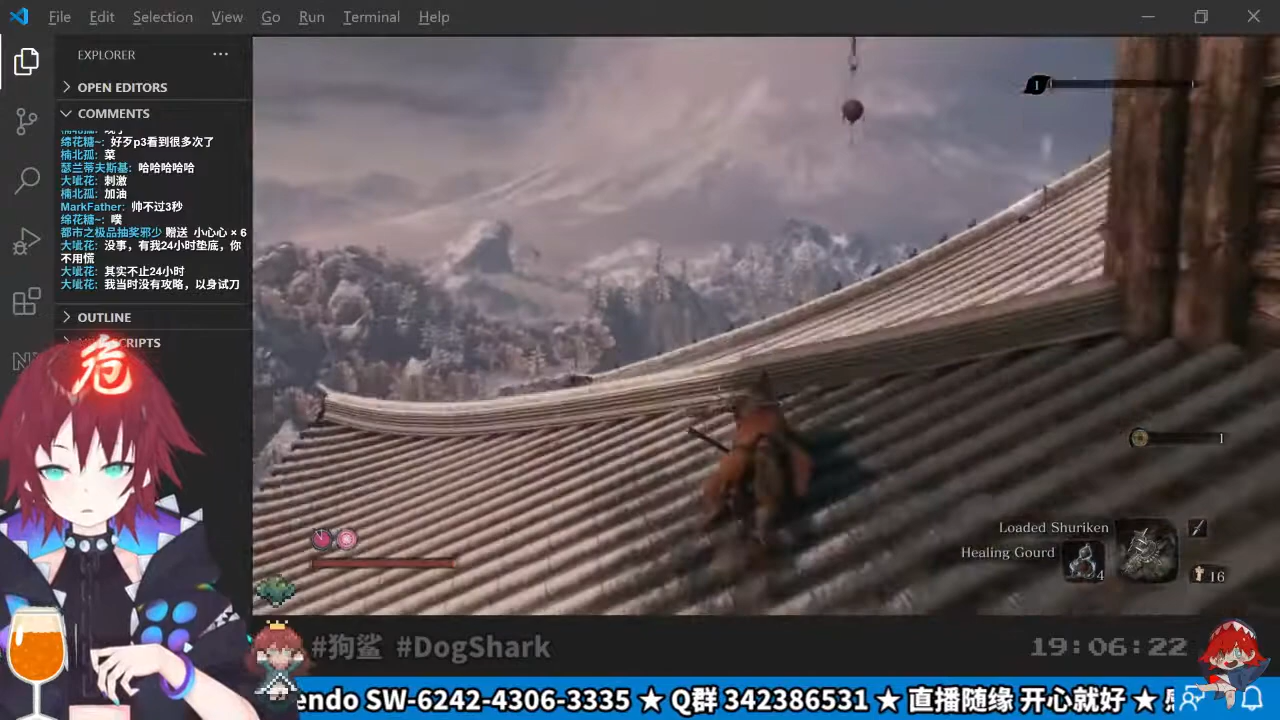 File Edit Selection View Go Run Terminal Help
EXPLORER
OPEN EDITORS
COMMENTS
绵花糖~: 好歹p3看到很多次了
楠北孤: 菜
瑟兰蒂夫斯基: 哈哈哈哈哈
大呲花: 刺激
楠北孤: 加油
MarkFather: 帅不过3秒
绵花糖~: 噗
都市之极品抽奖邪少 赠送 小心心 × 6
大呲花: 没事，有我24小时垫底，你
不用慌
大呲花: 其实不止24小时
大呲花: 我当时没有攻略，以身试刀
OUTLINE
SCRIPTS
危
1
1
Loaded Shuriken
Healing Gourd
4
16
#狗鲨 #DogShark
19:06:22
endo SW-6242-4306-3335 ★ Q群 342386531 ★ 直播随缘 开心就好 ★